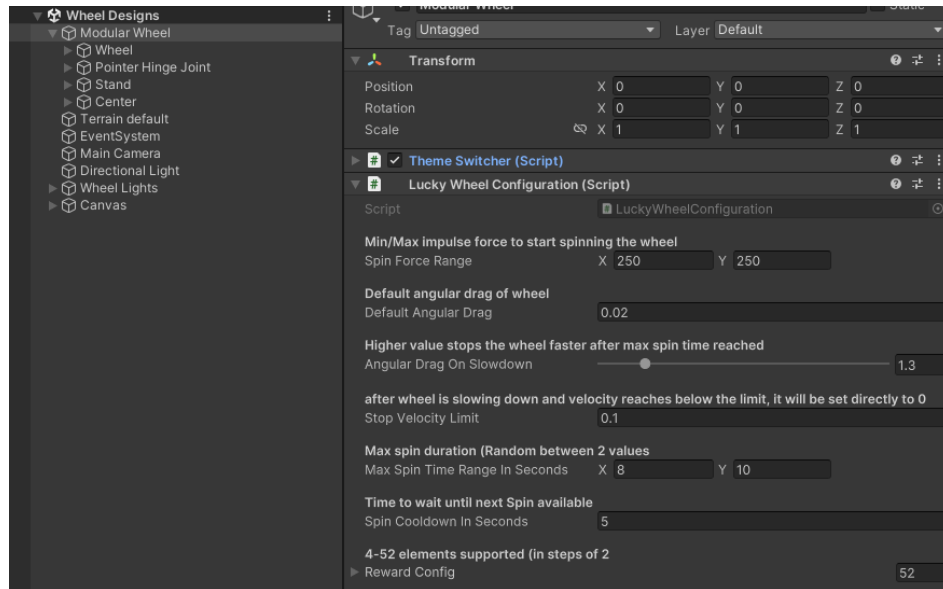 Wheel Designs
Modular Wheel
Wheel
Pointer Hinge Joint
Stand
Center
Terrain default
EventSystem
Main Camera
Directional Light
Wheel Lights
Canvas
Modular Wheel
Static
Tag Untagged Layer Default
Transform
Position X 0 Y 0 Z 0
Rotation X 0 Y 0 Z 0
Scale X 1 Y 1 Z 1
# Theme Switcher (Script)
# Lucky Wheel Configuration (Script)
Script # LuckyWheelConfiguration
Min/Max impulse force to start spinning the wheel
Spin Force Range X 250 Y 250
Default angular drag of wheel
Default Angular Drag 0.02
Higher value stops the wheel faster after max spin time reached
Angular Drag On Slowdown 1.3
after wheel is slowing down and velocity reaches below the limit, it will be set directly to 0
Stop Velocity Limit 0.1
Max spin duration (Random between 2 values
Max Spin Time Range In Seconds X 8 Y 10
Time to wait until next Spin available
Spin Cooldown In Seconds 5
4-52 elements supported (in steps of 2
Reward Config 52